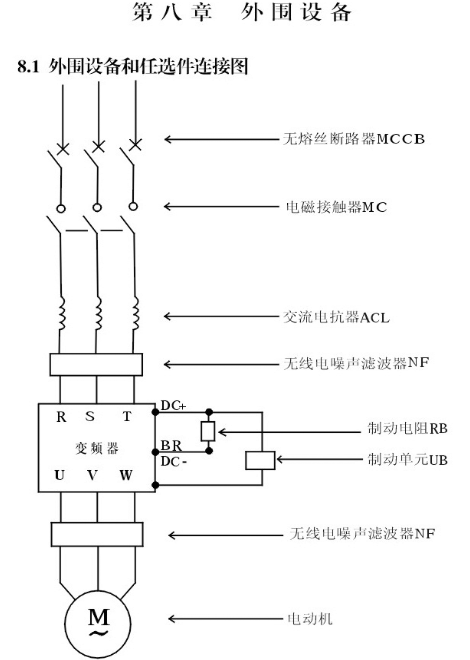 第八章 外围设备
8.1 外围设备和任选件连接图
无熔丝断路器MCCB
电磁接触器MC
交流电抗器ACL
无线电噪声滤波器NF
R S T
DC+
变频器
BR
DC-
U V W
制动电阻RB
制动单元UB
无线电噪声滤波器NF
M
~
电动机